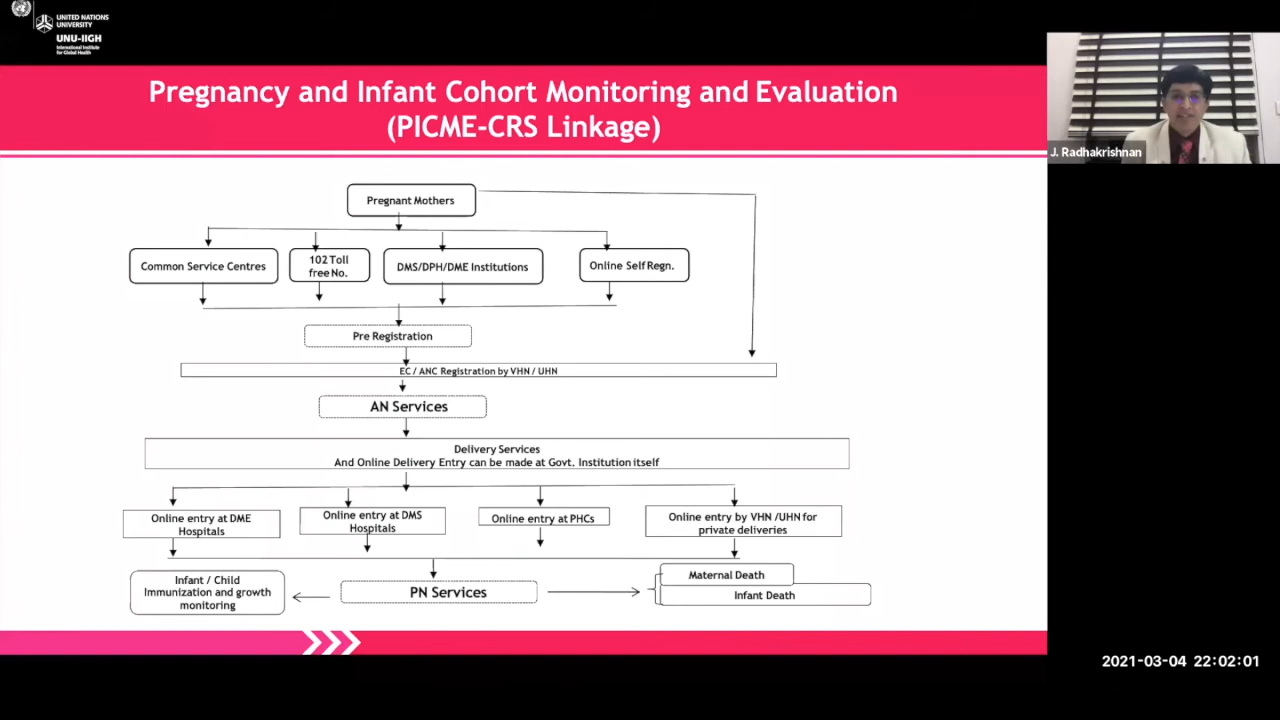 UNITED NATIONS
UNIVERSITY
UNU-IIGH
International Institute
for Global Health
Pregnancy and Infant Cohort Monitoring and Evaluation
(PICME-CRS Linkage)
J. Radhakrishnan
Pregnant Mothers
Common Service Centres
102 Toll
free No.
DMS/DPH/DME Institutions
Online Self Regn.
Pre Registration
EC / ANC Registration by VHN / UHN
AN Services
Delivery Services
And Online Delivery Entry can be made at Govt. Institution itself
Online entry at DME
Hospitals
Online entry at DMS
Hospitals
Online entry at PHCs
Online entry by VHN /UHN for
private deliveries
Infant / Child
Immunization and growth
monitoring
PN Services
Maternal Death
Infant Death
2021-03-04 22:02:01